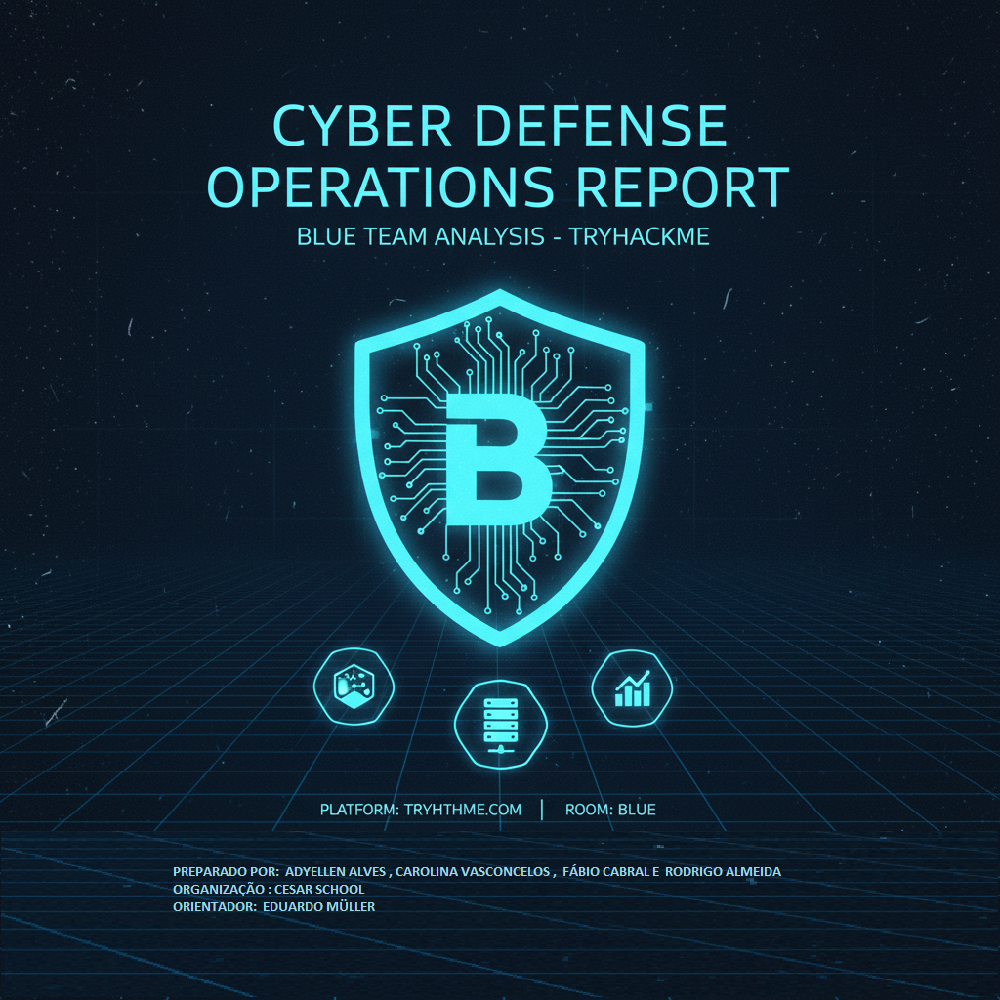 CYBER DEFENSE
OPERATIONS REPORT
BLUE TEAM ANALYSIS - TRYHACKME
B
PLATFORM: TRYHTHME.COM | ROOM: BLUE
PREPARADO POR: ADYELLEN ALVES , CAROLINA VASCONCELOS , FÁBIO CABRAL E RODRIGO ALMEIDA
ORGANIZAÇÃO : CESAR SCHOOL
ORIENTADOR: EDUARDO MÜLLER